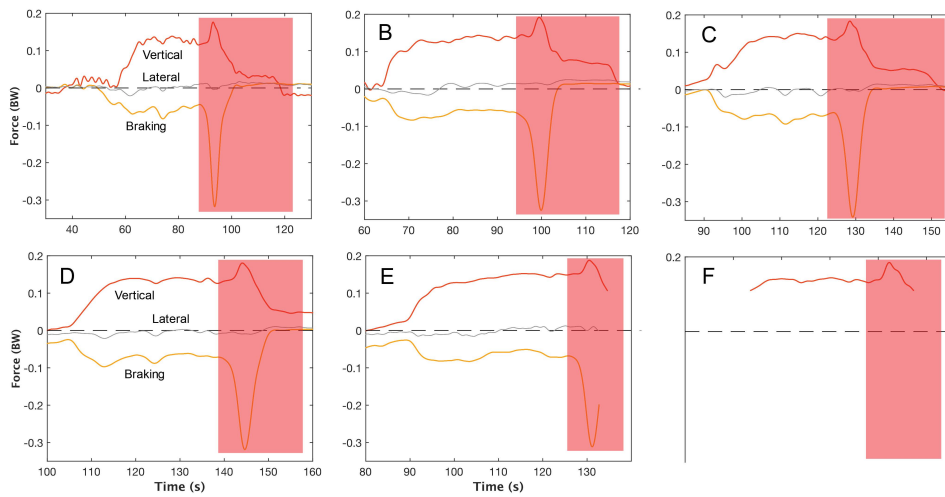 B
C
0.2
0.2
0.2
0.1
0.1
0.1
Vertical
Lateral
0
0
0
Braking
-0.1
-0.1
-0.1
-0.2
-0.2
-0.2
-0.3
-0.3
-0.3
Force (BW)
40 60 80 100 120
60 70 80 90 100 110 120
90 100 110 120 130 140 150
D
E
F
0.2
0.2
0.2
0.1
0.1
Vertical
Lateral
0
0
Braking
-0.1
-0.1
-0.2
-0.2
-0.3
-0.3
Force (BW)
100 110 120 130 140 150 160
80 90 100 110 120 130
Time (s)
Time (s)